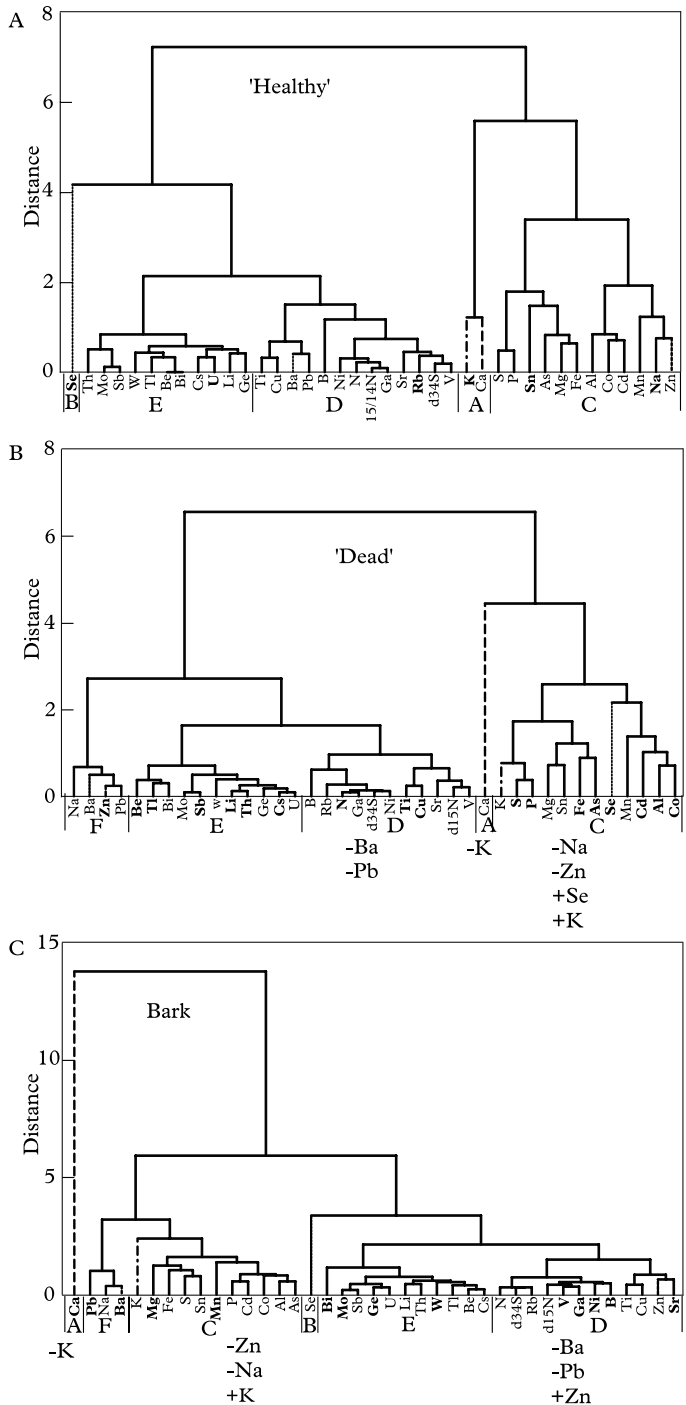 A
8
6
4
2
0
Distance
'Healthy'
Se Th Mo Sb W Tl Be Bi Cs U Li Ge Ti Cu Ba Pb B Ni N 15/14N Ga Sr Rb d34S V K Ca S P Sn As Mg Fe Al Co Cd Mn Na Zn
B E D A C
B
8
6
4
2
0
Distance
'Dead'
Na Ba Zn Pb Be Tl Bi Mo Sb w Li Th Ge Cs U B Rb N Ga d34S Ni Ti Cu Sr d15N V Ca K S P Mg Sn Fe As Se Mn Cd Al Co
F E D A C
-Ba -K -Na
-Pb -Zn
+Se
+K
C
15
10
5
0
Distance
Bark
Ca Pb Na Ba K Mg Fe S Sn Mn P Cd Co Al As Se Bi Mo Sb Ge U Li Th W Tl Be Cs N d34S Rb d15N V Ga Ni B Ti Cu Zn Sr
A F C B E D
-K -Zn -Ba
-Na -Pb
+K +Zn